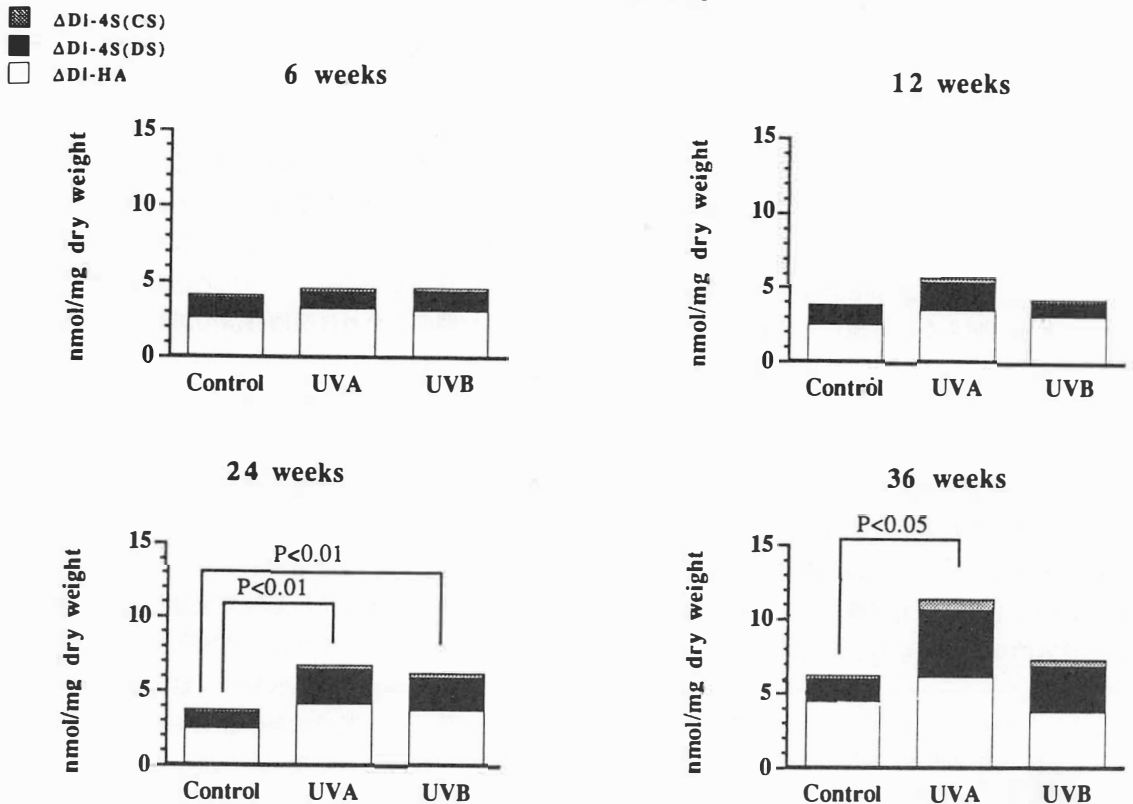 ΔDi-4S(CS)
ΔDi-4S(DS)
ΔDi-HA
6 weeks
15
10
5
0
nmol/mg dry weight
Control UVA UVB
12 weeks
15
10
5
0
nmol/mg dry weight
Control UVA UVB
24 weeks
15
10
5
0
nmol/mg dry weight
P<0.01
P<0.01
Control UVA UVB
36 weeks
15
10
5
0
nmol/mg dry weight
P<0.05
Control UVA UVB